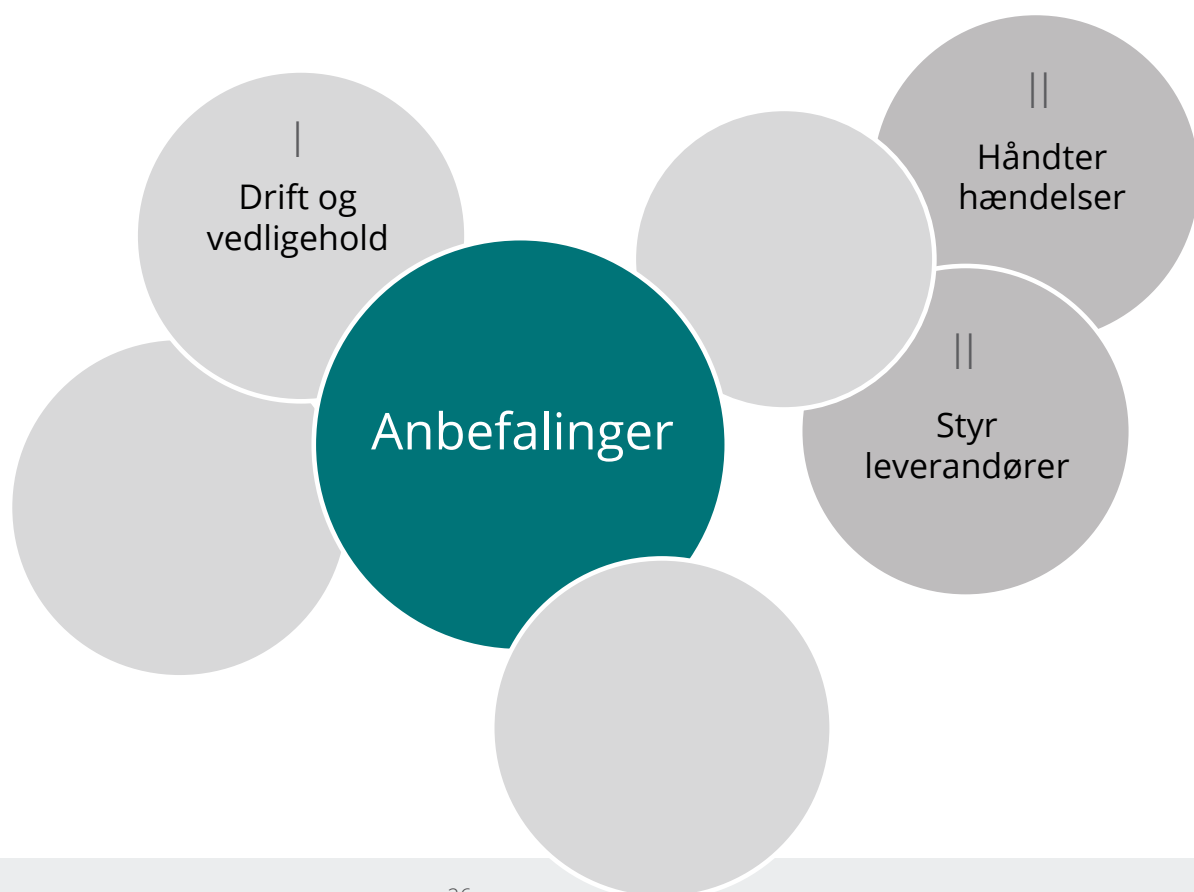 |
Drift og
vedligehold
||
Håndter
hændelser
Anbefalinger
||
Styr
leverandører